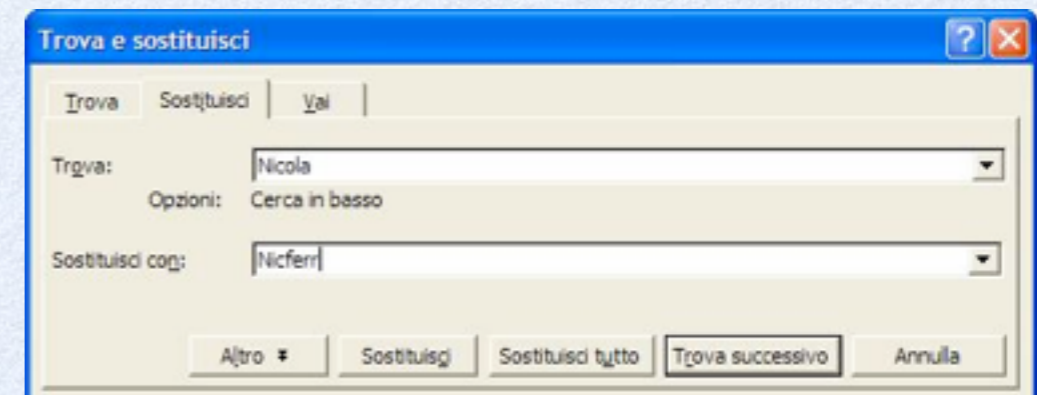 Trova e sostituisci
Trova Sostituisci Vai
Trova: Nicola
Opzioni: Cerca in basso
Sostituisci con: Nicferr
Altro Sostituisci Sostituisci tutto Trova successivo Annulla